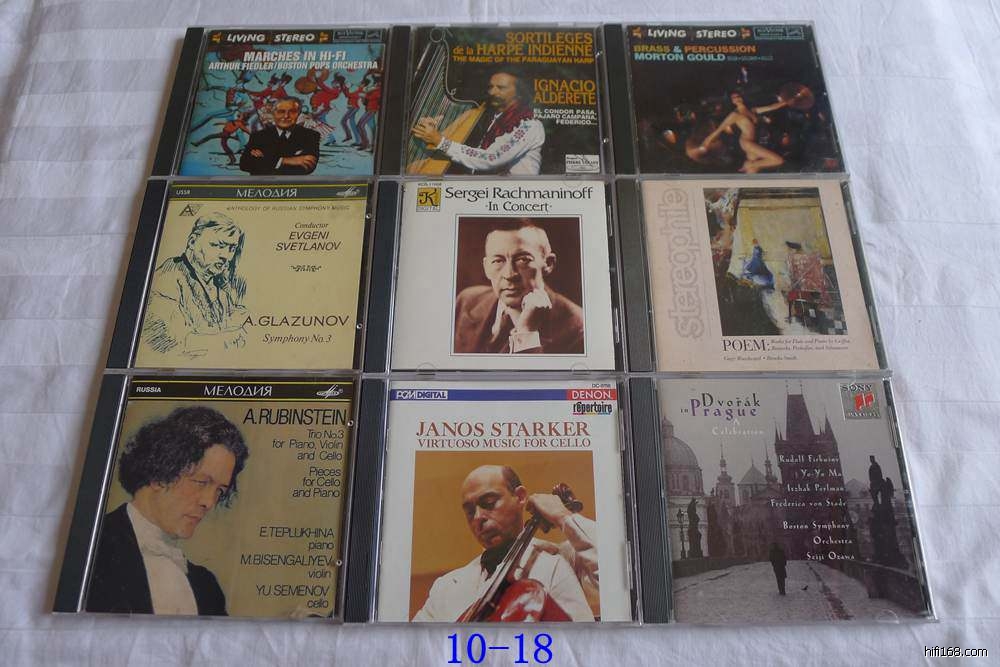 LIVING STEREO
MARCHES IN HI-FI
ARTHUR FIEDLER/BOSTON POPS ORCHESTRA
SORTILEGES
de la HARPE INDIENNE
THE MAGIC OF THE PARAGUAYAN HARP
IGNACIO
ALDERETE
EL CONDOR PASA,
PAJARO CAMPANA,
FEDERICO...
LIVING STEREO
BRASS & PERCUSSION
MORTON GOULD
USSR
МЕЛОДИЯ
ANTHOLOGY OF RUSSIAN SYMPHONY MUSIC
Conductor
EVGENI
SVETLANOV
A.GLAZUNOV
Symphony No.3
K
Sergei Rachmaninoff
·In Concert·
stereophile
POEM:
RUSSIA
МЕЛОДИЯ
A.RUBINSTEIN
Trio No.3
for Piano, Violin
and Cello
Pieces
for Cello
and Piano
E.TEPLUKHINA
piano
M.BISENGALIYEV
violin
YU SEMENOV
cello
PCM DIGITAL
DENON
repertoire
JANOS STARKER
VIRTUOSO MUSIC FOR CELLO
SONY
Dvořák
in Prague
A
Celebration
Rudolf Firkušný
Yo-Yo Ma
Itzhak Perlman
Frederica von Stade
Boston Symphony
Orchestra
Seiji Ozawa
10-18
hifi168.com